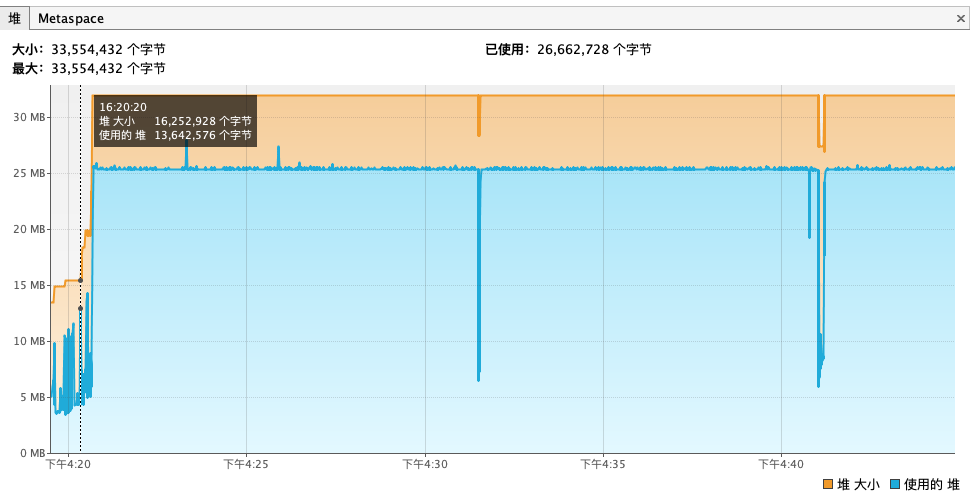 堆 Metaspace ×
大小: 33,554,432 个字节 已使用: 26,662,728 个字节
最大: 33,554,432 个字节
30 MB
25 MB
20 MB
15 MB
10 MB
5 MB
0 MB
16:20:20
堆 大小 16,252,928 个字节
使用的 堆 13,642,576 个字节
下午4:20 下午4:25 下午4:30 下午4:35 下午4:40
堆 大小 使用的 堆